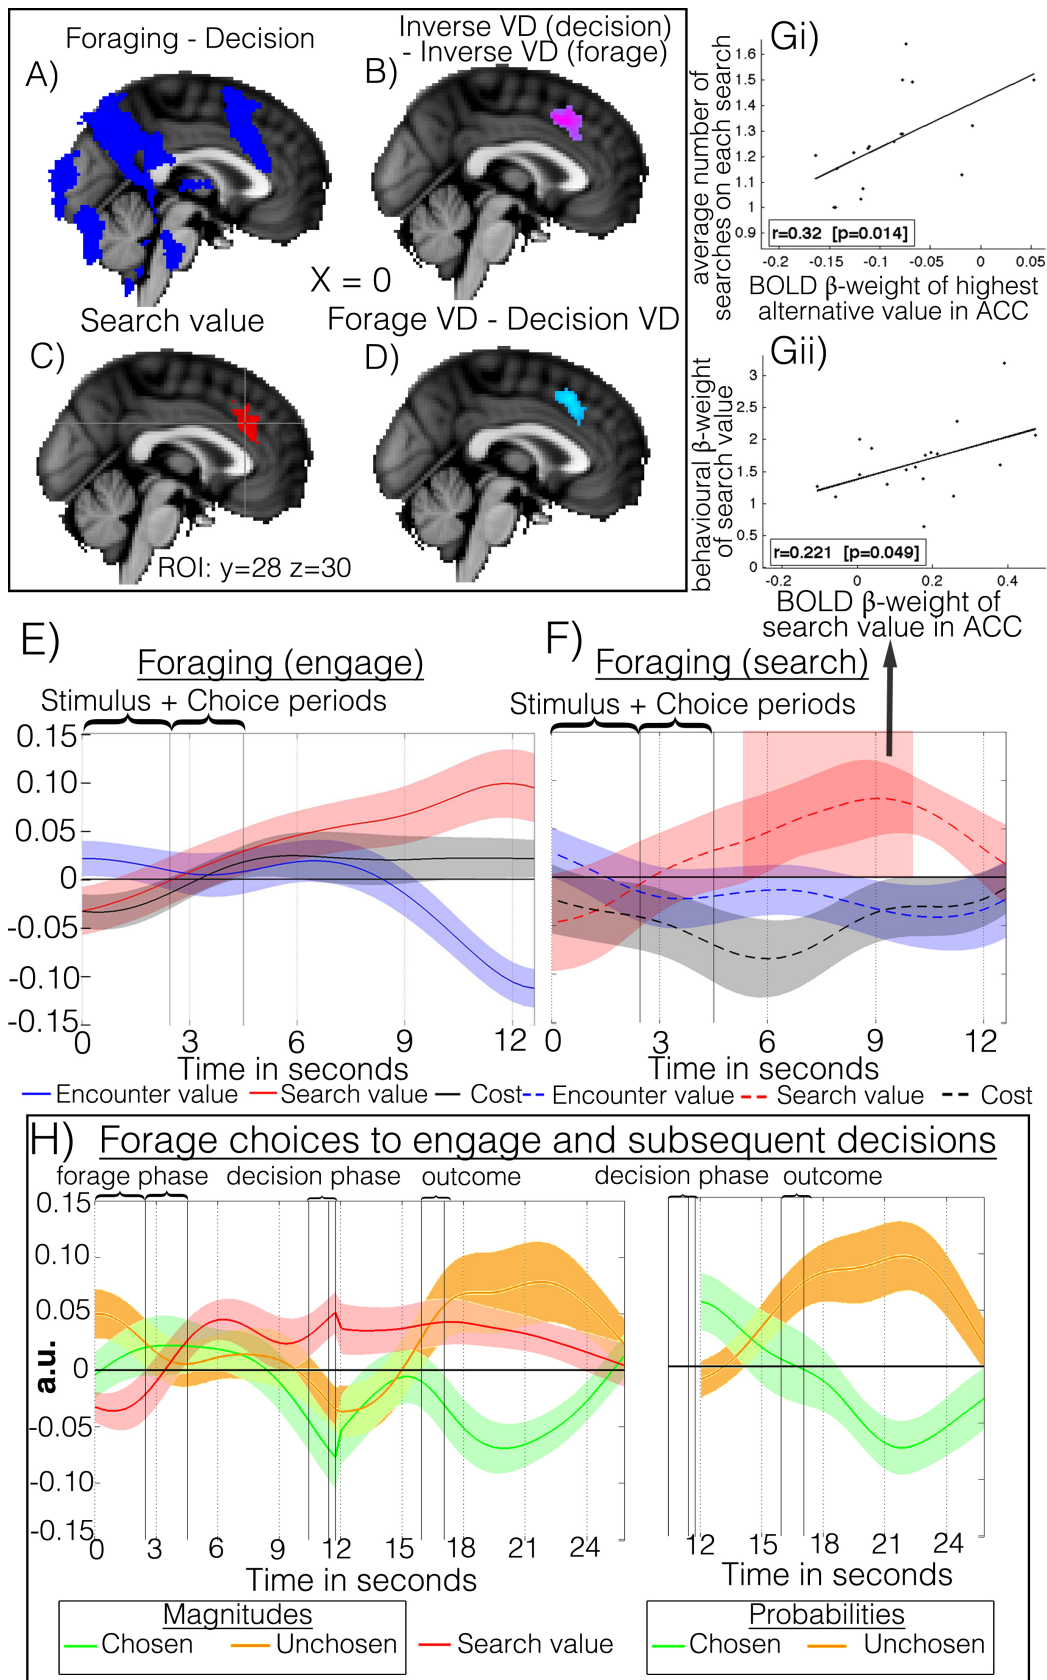 Foraging - Decision
A)
Inverse VD (decision)
- Inverse VD (forage)
B)
X = 0
Search value
C)
ROI: y=28 z=30
Forage VD - Decision VD
D)
Gi)
average number of
searches on each search
1.6
1.5
1.4
1.3
1.2
1.1
1
0.9
r=0.32 [p=0.014]
-0.2 -0.15 -0.1 -0.05 0 0.05
BOLD β-weight of highest
alternative value in ACC
Gii)
behavioural β-weight
of search value
3
2.5
2
1.5
1
0.5
0
r=0.221 [p=0.049]
-0.2 0 0.2 0.4
BOLD β-weight of
search value in ACC
E)
Foraging (engage)
Stimulus + Choice periods
0.15
0.10
0.05
0
-0.05
-0.10
-0.15
0 3 6 9 12
Time in seconds
Encounter value Search value Cost
F)
Foraging (search)
Stimulus + Choice periods
0 3 6 9 12
Time in seconds
Encounter value Search value Cost
H) Forage choices to engage and subsequent decisions
forage phase decision phase outcome
0.15
0.10
0.05
0
-0.05
-0.10
-0.15
a.u.
0 3 6 9 12 15 18 21 24
Time in seconds
Magnitudes
Chosen Unchosen Search value
decision phase outcome
12 15 18 21 24
Time in seconds
Probabilities
Chosen Unchosen